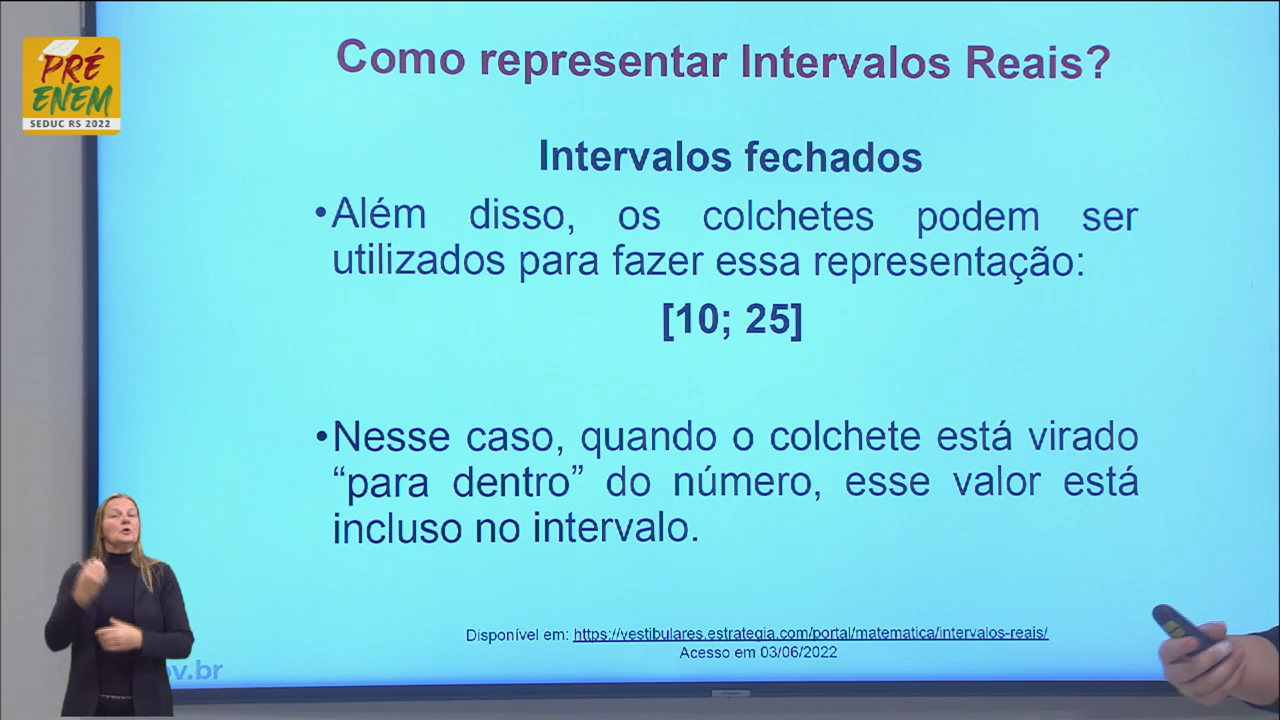 PRÉ
ENEM
SEDUC RS 2022
Como representar Intervalos Reais?
Intervalos fechados
•Além disso, os colchetes podem ser
utilizados para fazer essa representação:
[10; 25]
•Nesse caso, quando o colchete está virado
“para dentro” do número, esse valor está
incluso no intervalo.
Disponível em: https://vestibulares.estrategia.com/portal/matematica/intervalos-reais/
Acesso em 03/06/2022
ov.br